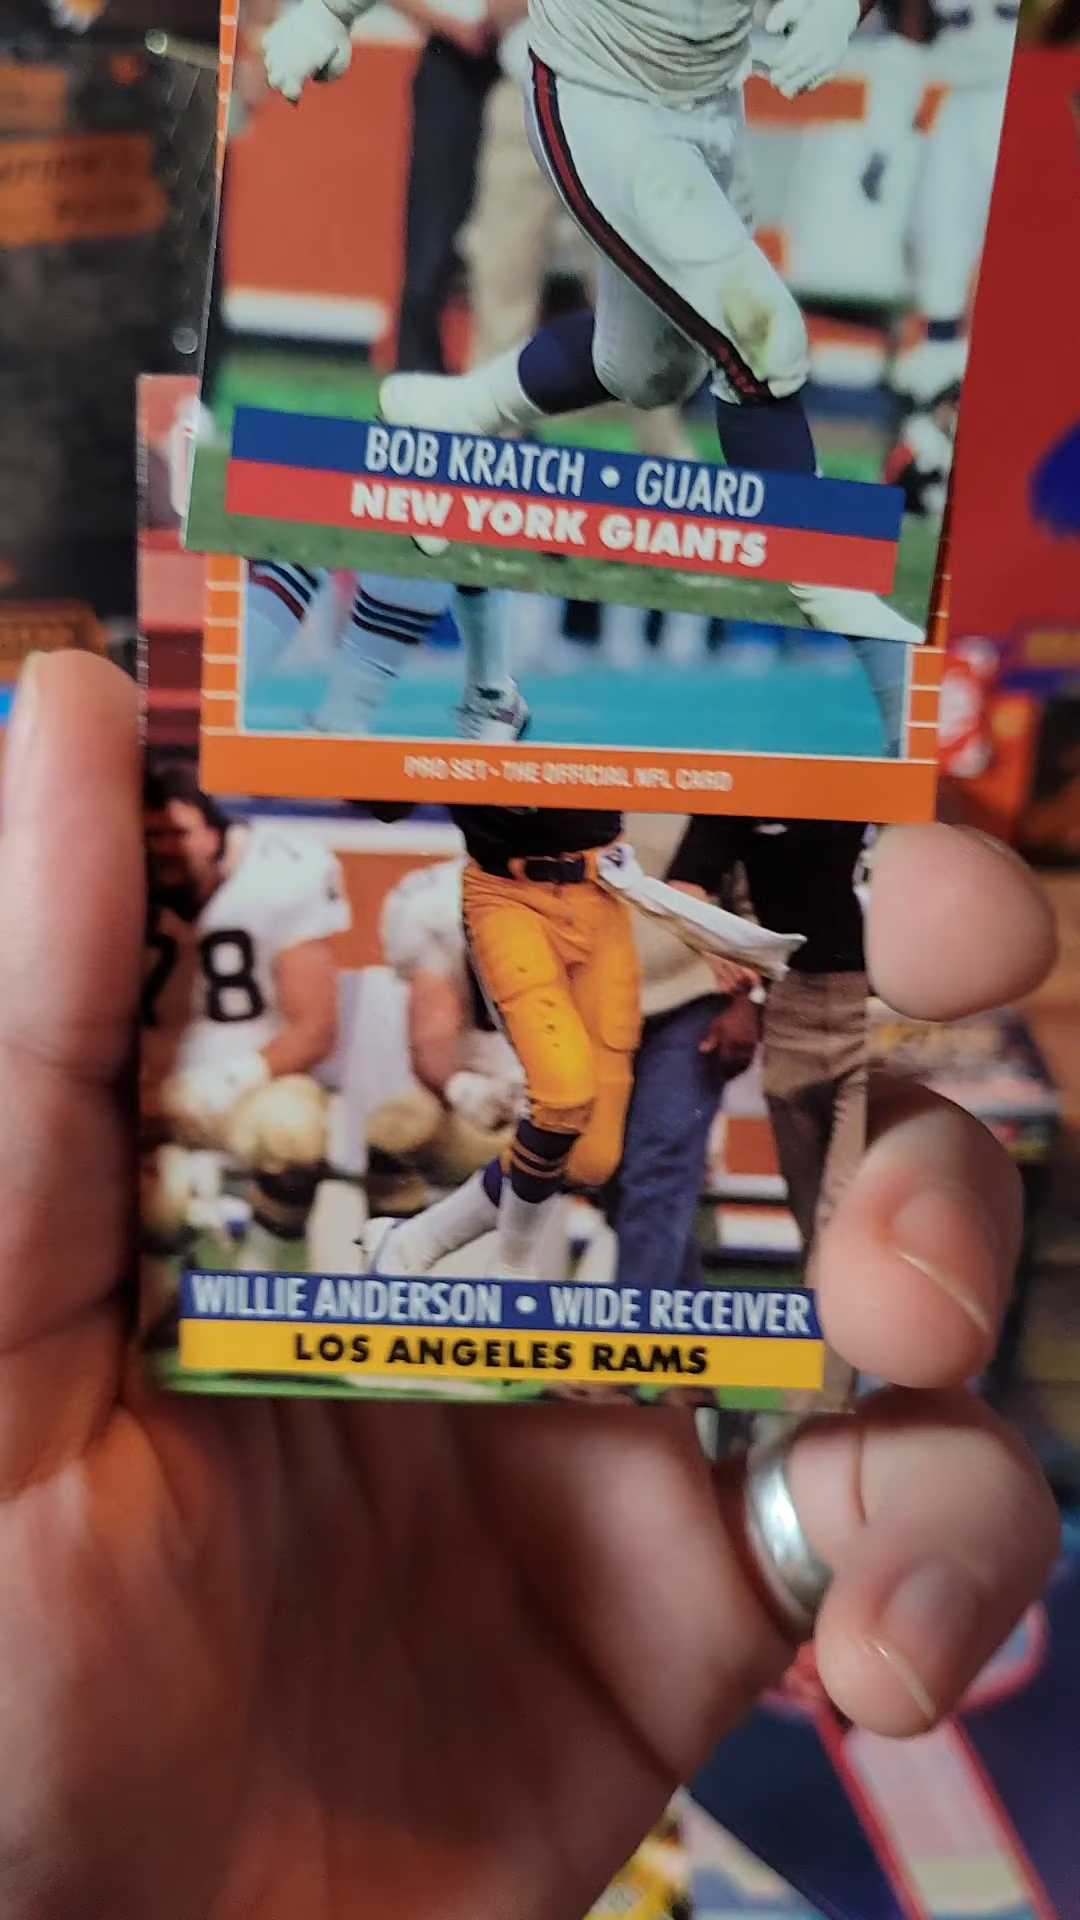 BOB KRATCH • GUARD
NEW YORK GIANTS
PRO SET • THE OFFICIAL NFL CARD
78
WILLIE ANDERSON • WIDE RECEIVER
LOS ANGELES RAMS